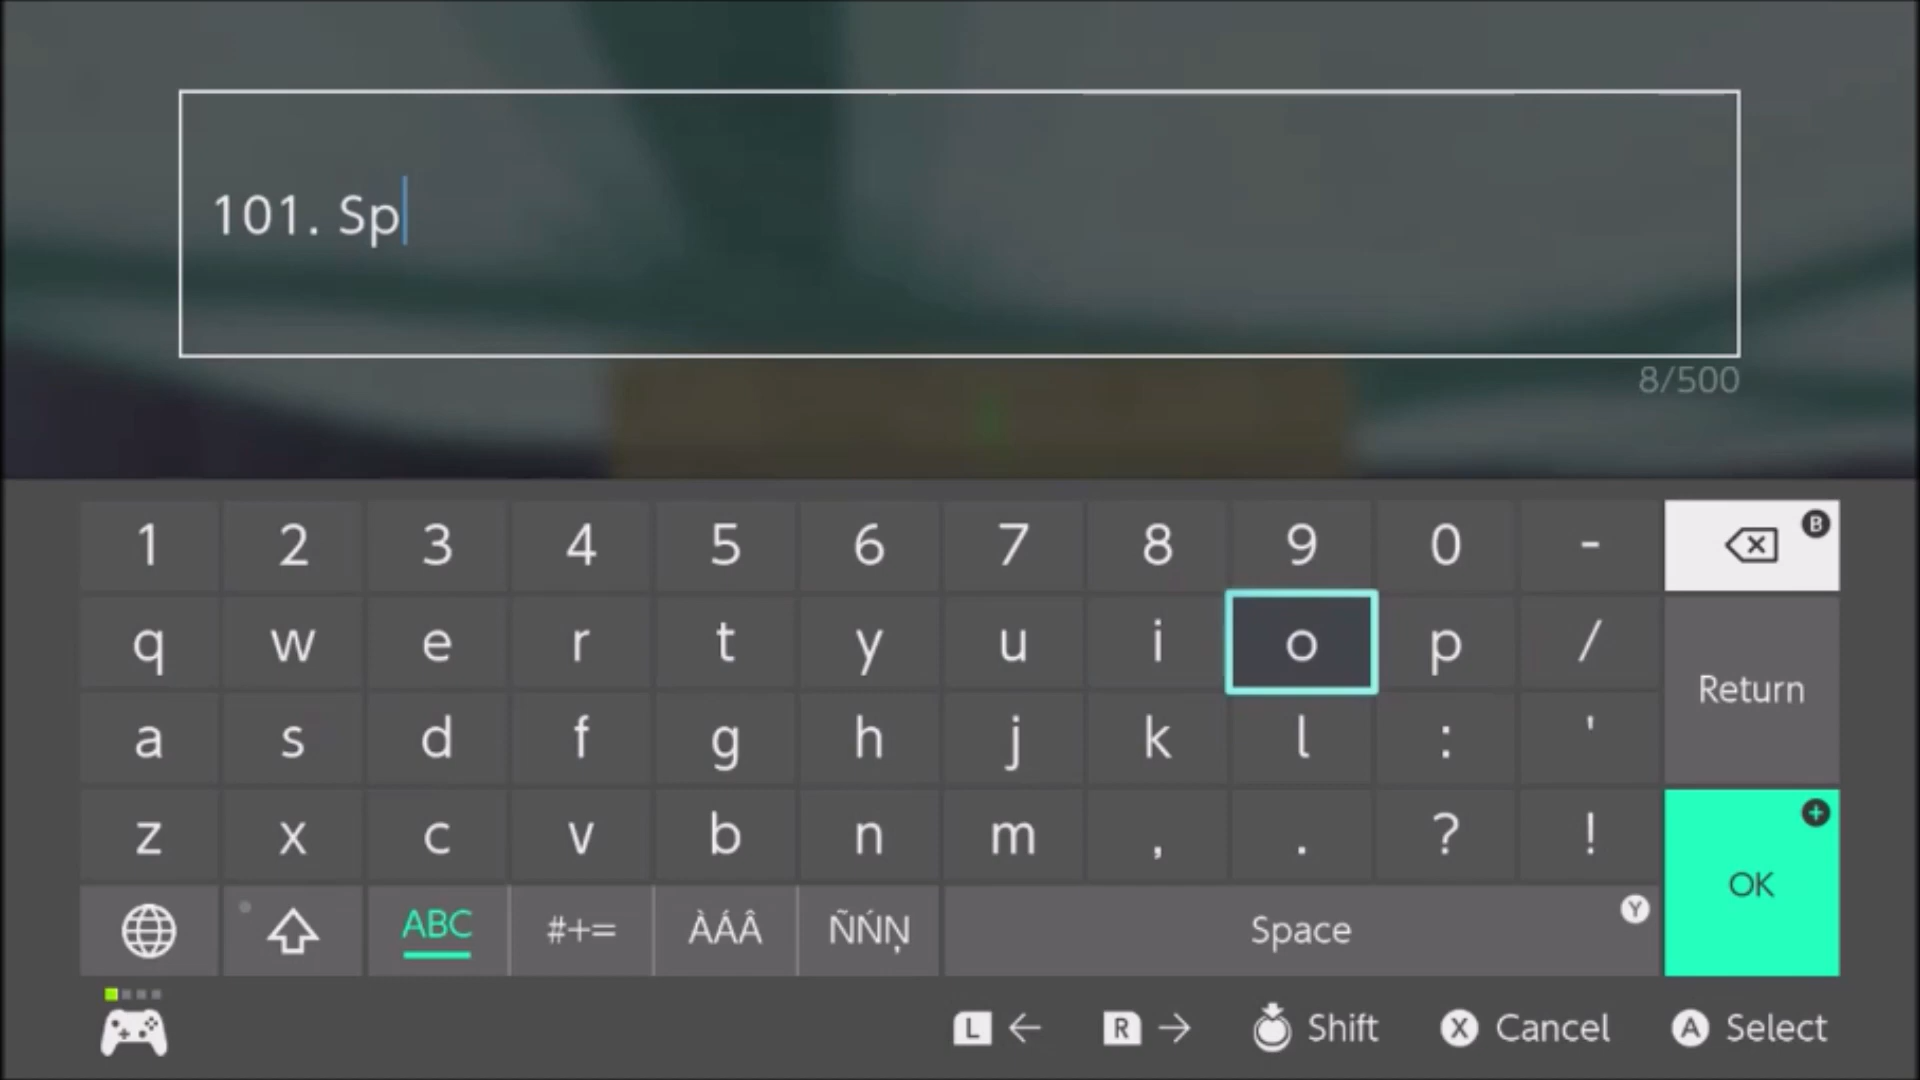 101. Sp
8/500
1 2 3 4 5 6 7 8 9 0 - B
q w e r t y u i o p /
Return
a s d f g h j k l : '
z x c v b n m , . ? ! +
OK
ABC #+= ÀÁÂ ÑŃŅ Space Y
L ← R → Shift X Cancel A Select